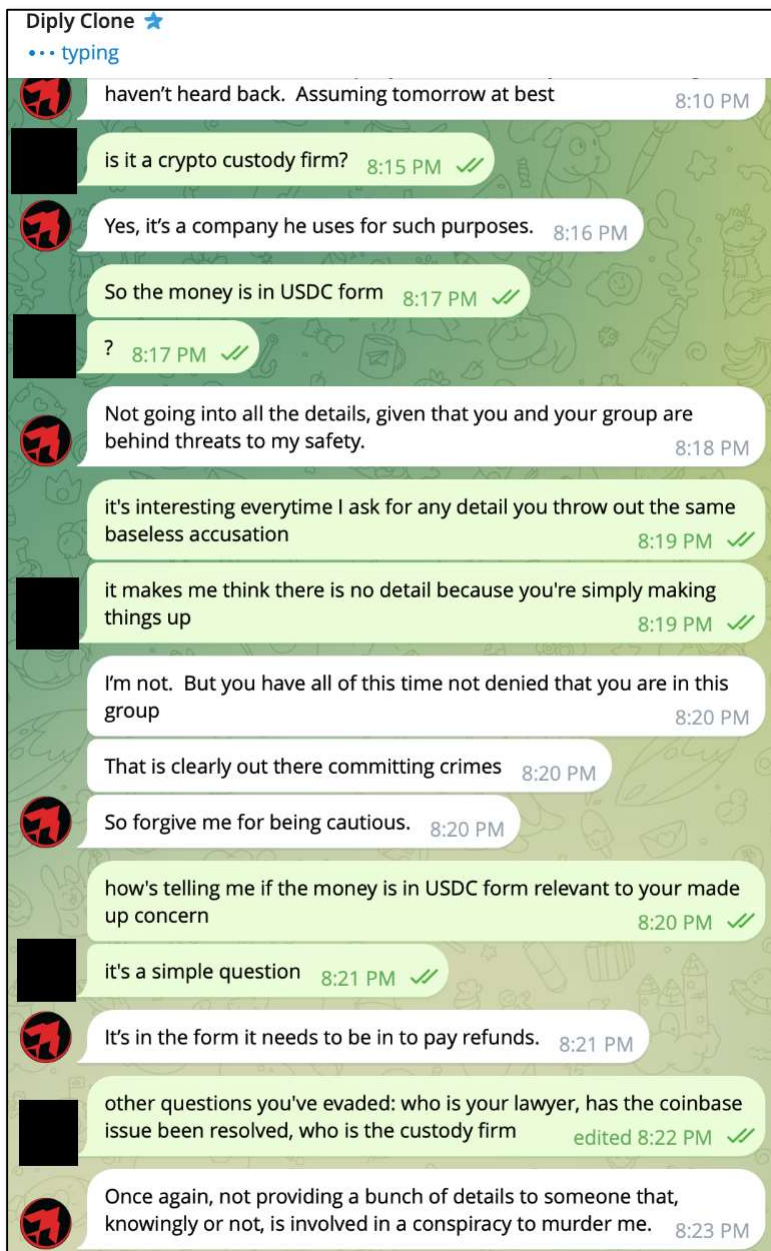 Diply Clone
••• typing
haven’t heard back.  Assuming tomorrow at best
8:10 PM
is it a crypto custody firm?
8:15 PM
Yes, it’s a company he uses for such purposes.
8:16 PM
So the money is in USDC form
8:17 PM
?
8:17 PM
Not going into all the details, given that you and your group are
behind threats to my safety.
8:18 PM
it's interesting everytime I ask for any detail you throw out the same
baseless accusation
8:19 PM
it makes me think there is no detail because you're simply making
things up
8:19 PM
I’m not.  But you have all of this time not denied that you are in this
group
8:20 PM
That is clearly out there committing crimes
8:20 PM
So forgive me for being cautious.
8:20 PM
how's telling me if the money is in USDC form relevant to your made
up concern
8:20 PM
it's a simple question
8:21 PM
It’s in the form it needs to be in to pay refunds.
8:21 PM
other questions you've evaded: who is your lawyer, has the coinbase
issue been resolved, who is the custody firm
edited 8:22 PM
Once again, not providing a bunch of details to someone that,
knowingly or not, is involved in a conspiracy to murder me.
8:23 PM